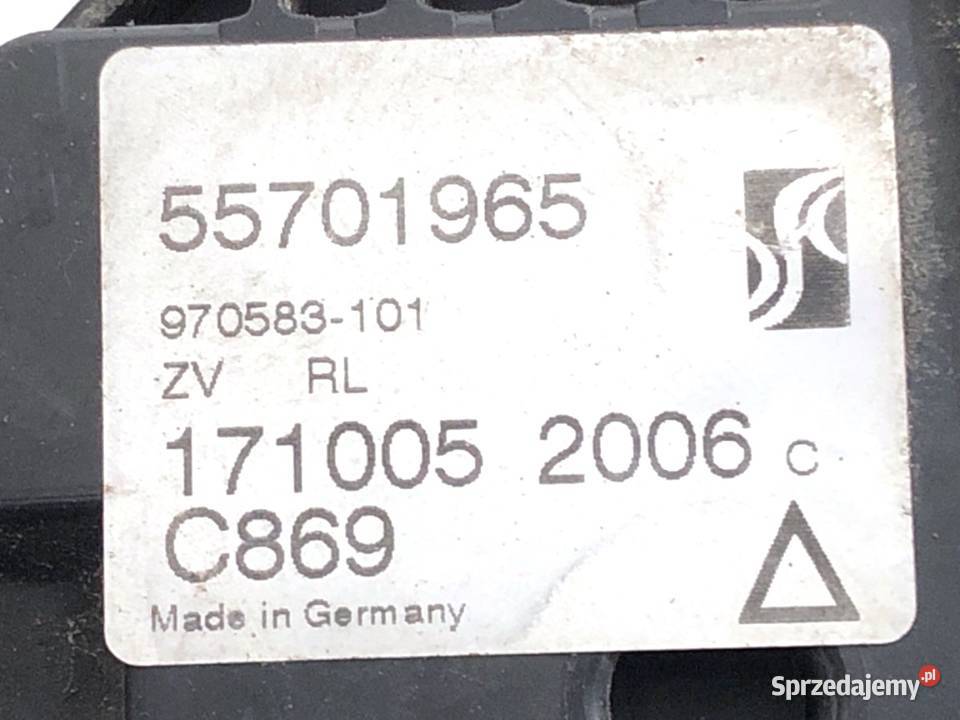 55701965
970583-101
ZV RL
171005 2006 C
C869
Made in Germany
Sprzedajemy.pl